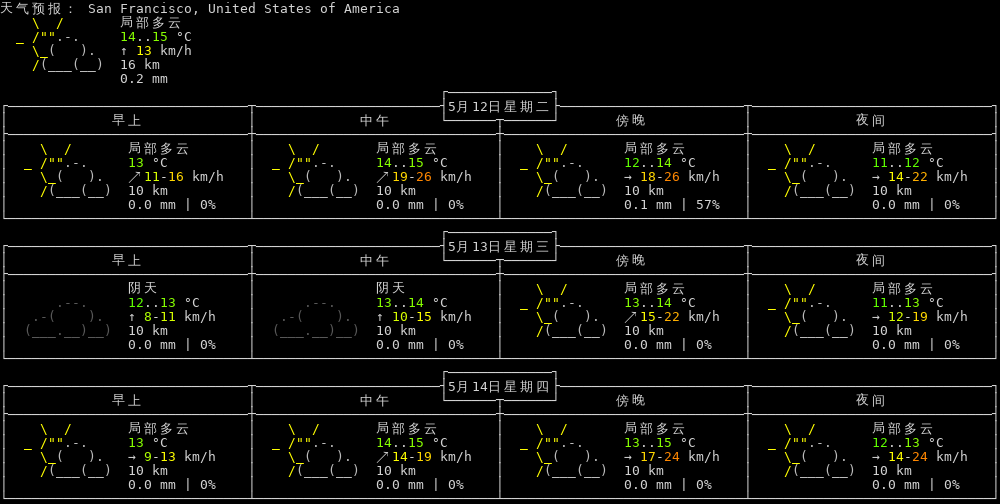 天气预报： San Francisco, United States of America
局部多云
14..15 °C
↑ 13 km/h
16 km
0.2 mm
5月12日星期二
早上 中午 傍晚 夜间
局部多云 局部多云 局部多云 局部多云
13 °C 14..15 °C 12..14 °C 11..12 °C
↗ 11-16 km/h ↗ 19-26 km/h → 18-26 km/h → 14-22 km/h
10 km 10 km 10 km 10 km
0.0 mm | 0% 0.0 mm | 0% 0.1 mm | 57% 0.0 mm | 0%
5月13日星期三
早上 中午 傍晚 夜间
阴天 阴天 局部多云 局部多云
12..13 °C 13..14 °C 13..14 °C 11..13 °C
↑ 8-11 km/h ↑ 10-15 km/h ↗ 15-22 km/h → 12-19 km/h
10 km 10 km 10 km 10 km
0.0 mm | 0% 0.0 mm | 0% 0.0 mm | 0% 0.0 mm | 0%
5月14日星期四
早上 中午 傍晚 夜间
局部多云 局部多云 局部多云 局部多云
13 °C 14..15 °C 13..15 °C 12..13 °C
→ 9-13 km/h ↗ 14-19 km/h → 17-24 km/h → 14-24 km/h
10 km 10 km 10 km 10 km
0.0 mm | 0% 0.0 mm | 0% 0.0 mm | 0% 0.0 mm | 0%